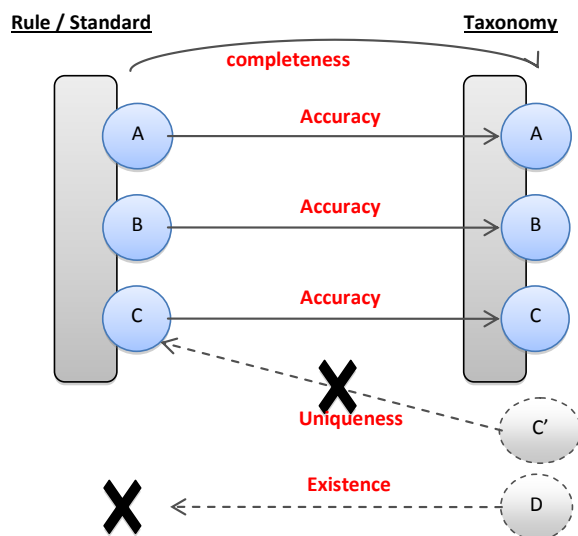 Rule / Standard Taxonomy
completeness
A Accuracy A
B Accuracy B
C Accuracy C
Uniqueness C’
Existence D